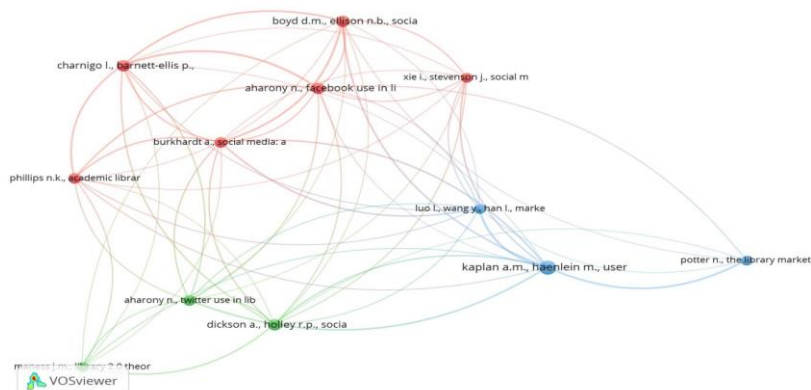 boyd d.m., ellison n.b., socia
charnigo l., barnett-ellis p.,
xie i., stevenson j., social m
aharony n., facebook use in li
burkhardt a., social media: a
phillips n.k., academic librar
luo l., wang y., han l., marke
potter n., the library market
kaplan a.m., haenlein m., user
aharony n., twitter use in lib
dickson a., holley r.p., socia
maness j.m., library 2.0 theor
VOSviewer